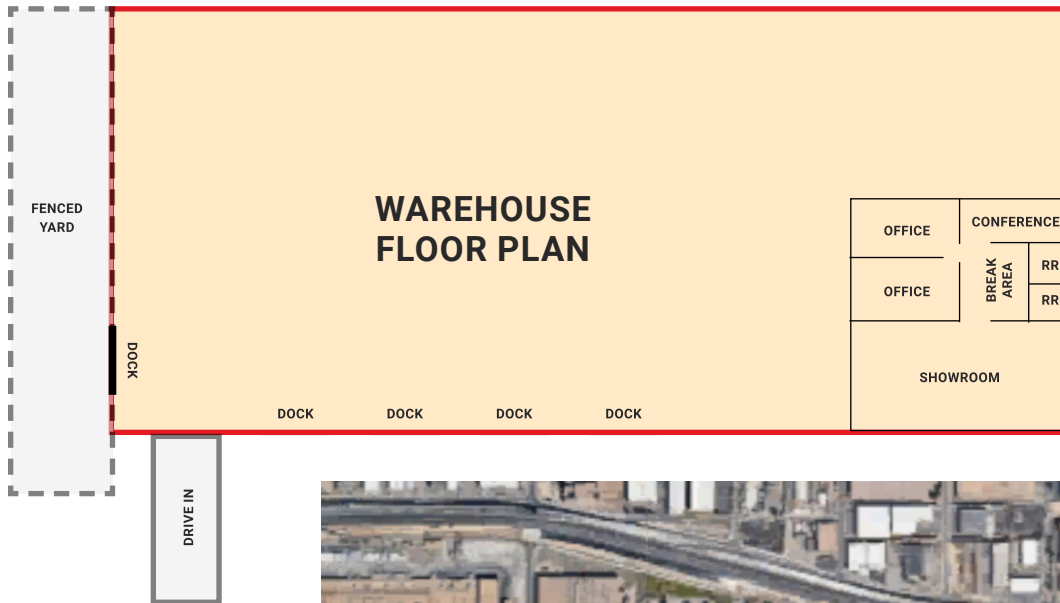 FENCED
YARD
WAREHOUSE
FLOOR PLAN
OFFICE
CONFERENCE
OFFICE
BREAK
AREA
RR
RR
SHOWROOM
DOCK
DOCK
DOCK
DOCK
DOCK
DRIVE IN